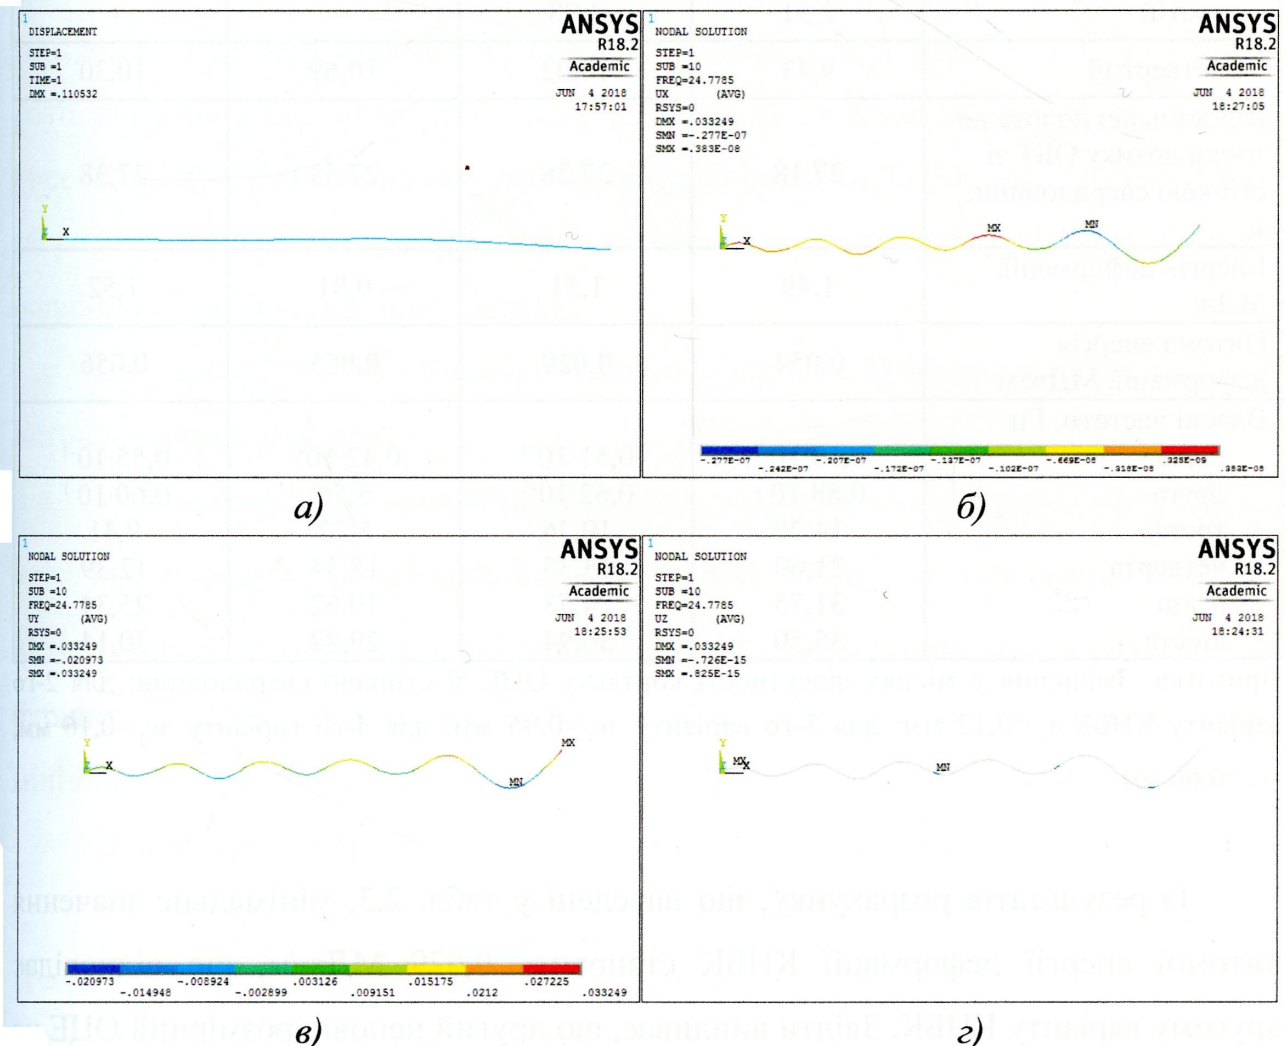 1
DISPLACEMENT
STEP=1
SUB =1
TIME=1
DMX =.110532
ANSYS
R18.2
Academic
JUN 4 2018
17:57:01
Y
X
а)
1
NODAL SOLUTION
STEP=1
SUB =10
FREQ=24.7785
UX (AVG)
RSYS=0
DMX =.033249
SMN =-.277E-07
SMX =.383E-08
ANSYS
R18.2
Academic
JUN 4 2018
18:27:05
Y
X
MX
MN
-.277E-07 -.207E-07 -.137E-07 -.669E-08 .328E-09
-.242E-07 -.172E-07 -.102E-07 -.318E-08 .383E-08
б)
1
NODAL SOLUTION
STEP=1
SUB =10
FREQ=24.7785
UY (AVG)
RSYS=0
DMX =.033249
SMN =-.020973
SMX =.033249
ANSYS
R18.2
Academic
JUN 4 2018
18:25:53
Y
X
MX
MN
-.020973 -.008924 .003126 .015175 .027225
-.014948 -.002899 .009151 .0212 .033249
в)
1
NODAL SOLUTION
STEP=1
SUB =10
FREQ=24.7785
UZ (AVG)
RSYS=0
DMX =.033249
SMN =-.726E-15
SMX =.825E-15
ANSYS
R18.2
Academic
JUN 4 2018
18:24:31
Y
MX
X
MN
г)